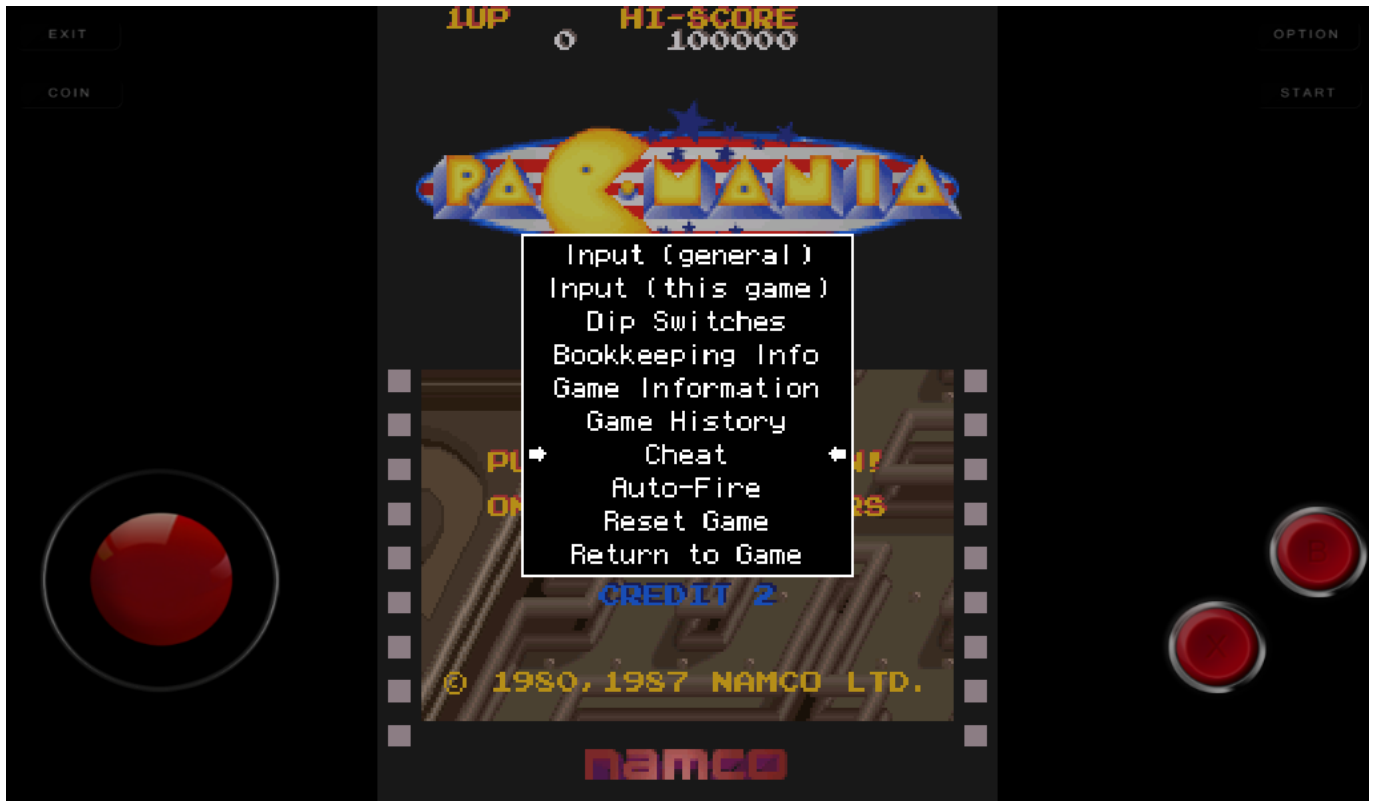 EXIT
COIN
1UP HI-SCORE
0 100000
OPTION
START
PAC-MANIA
Input (general)
Input (this game)
Dip Switches
Bookkeeping Info
Game Information
Game History
Cheat
Auto-Fire
Reset Game
Return to Game
CREDIT 2
© 1980,1987 NAMCO LTD.
namco